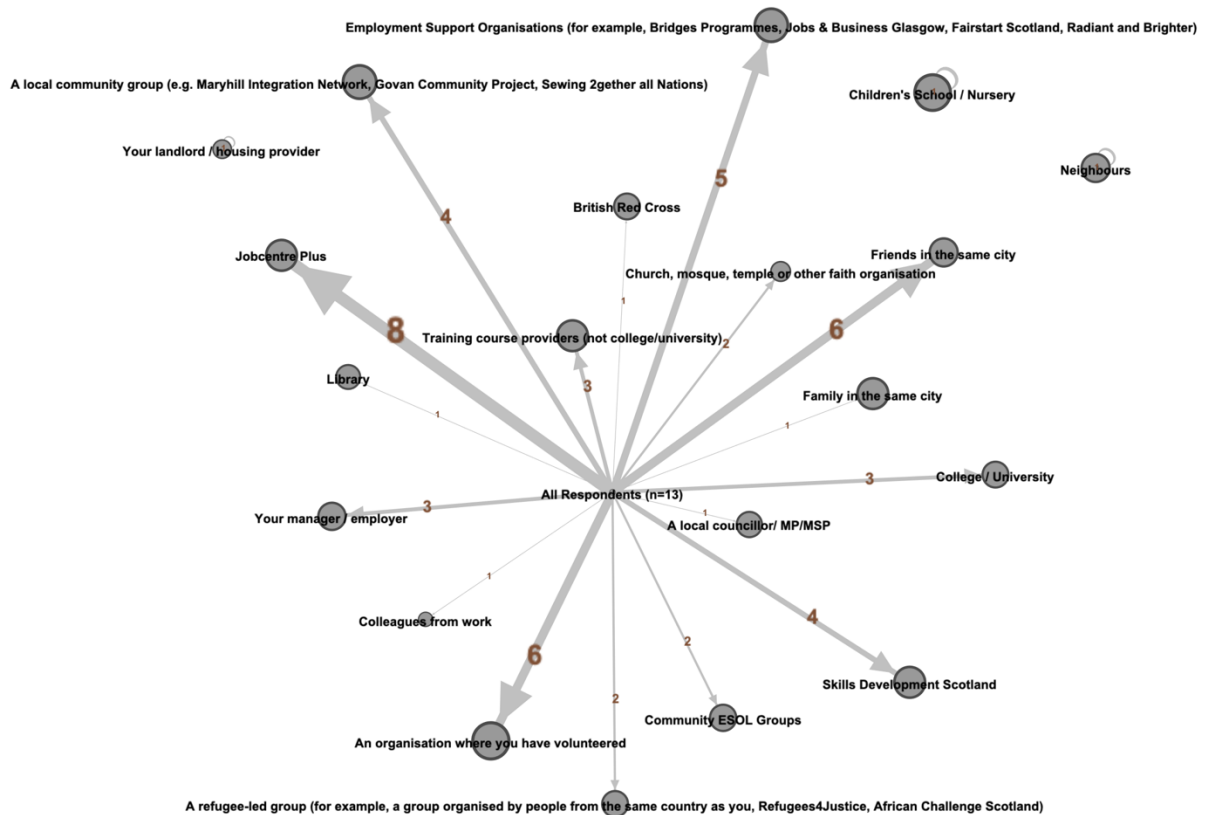 Employment Support Organisations (for example, Bridges Programmes, Jobs & Business Glasgow, Fairstart Scotland, Radiant and Brighter)
A local community group (e.g. Maryhill Integration Network, Govan Community Project, Sewing 2gether all Nations)
Children's School / Nursery
Your landlord / housing provider
Neighbours
5
British Red Cross
4
Jobcentre Plus
Friends in the same city
Church, mosque, temple or other faith organisation
1
8
6
Training course providers (not college/university)
2
Library
3
Family in the same city
1
1
College / University
3
All Respondents (n=13)
3
Your manager / employer
1
A local councillor/ MP/MSP
1
4
Colleagues from work
2
6
Skills Development Scotland
2
Community ESOL Groups
An organisation where you have volunteered
A refugee-led group (for example, a group organised by people from the same country as you, Refugees4Justice, African Challenge Scotland)